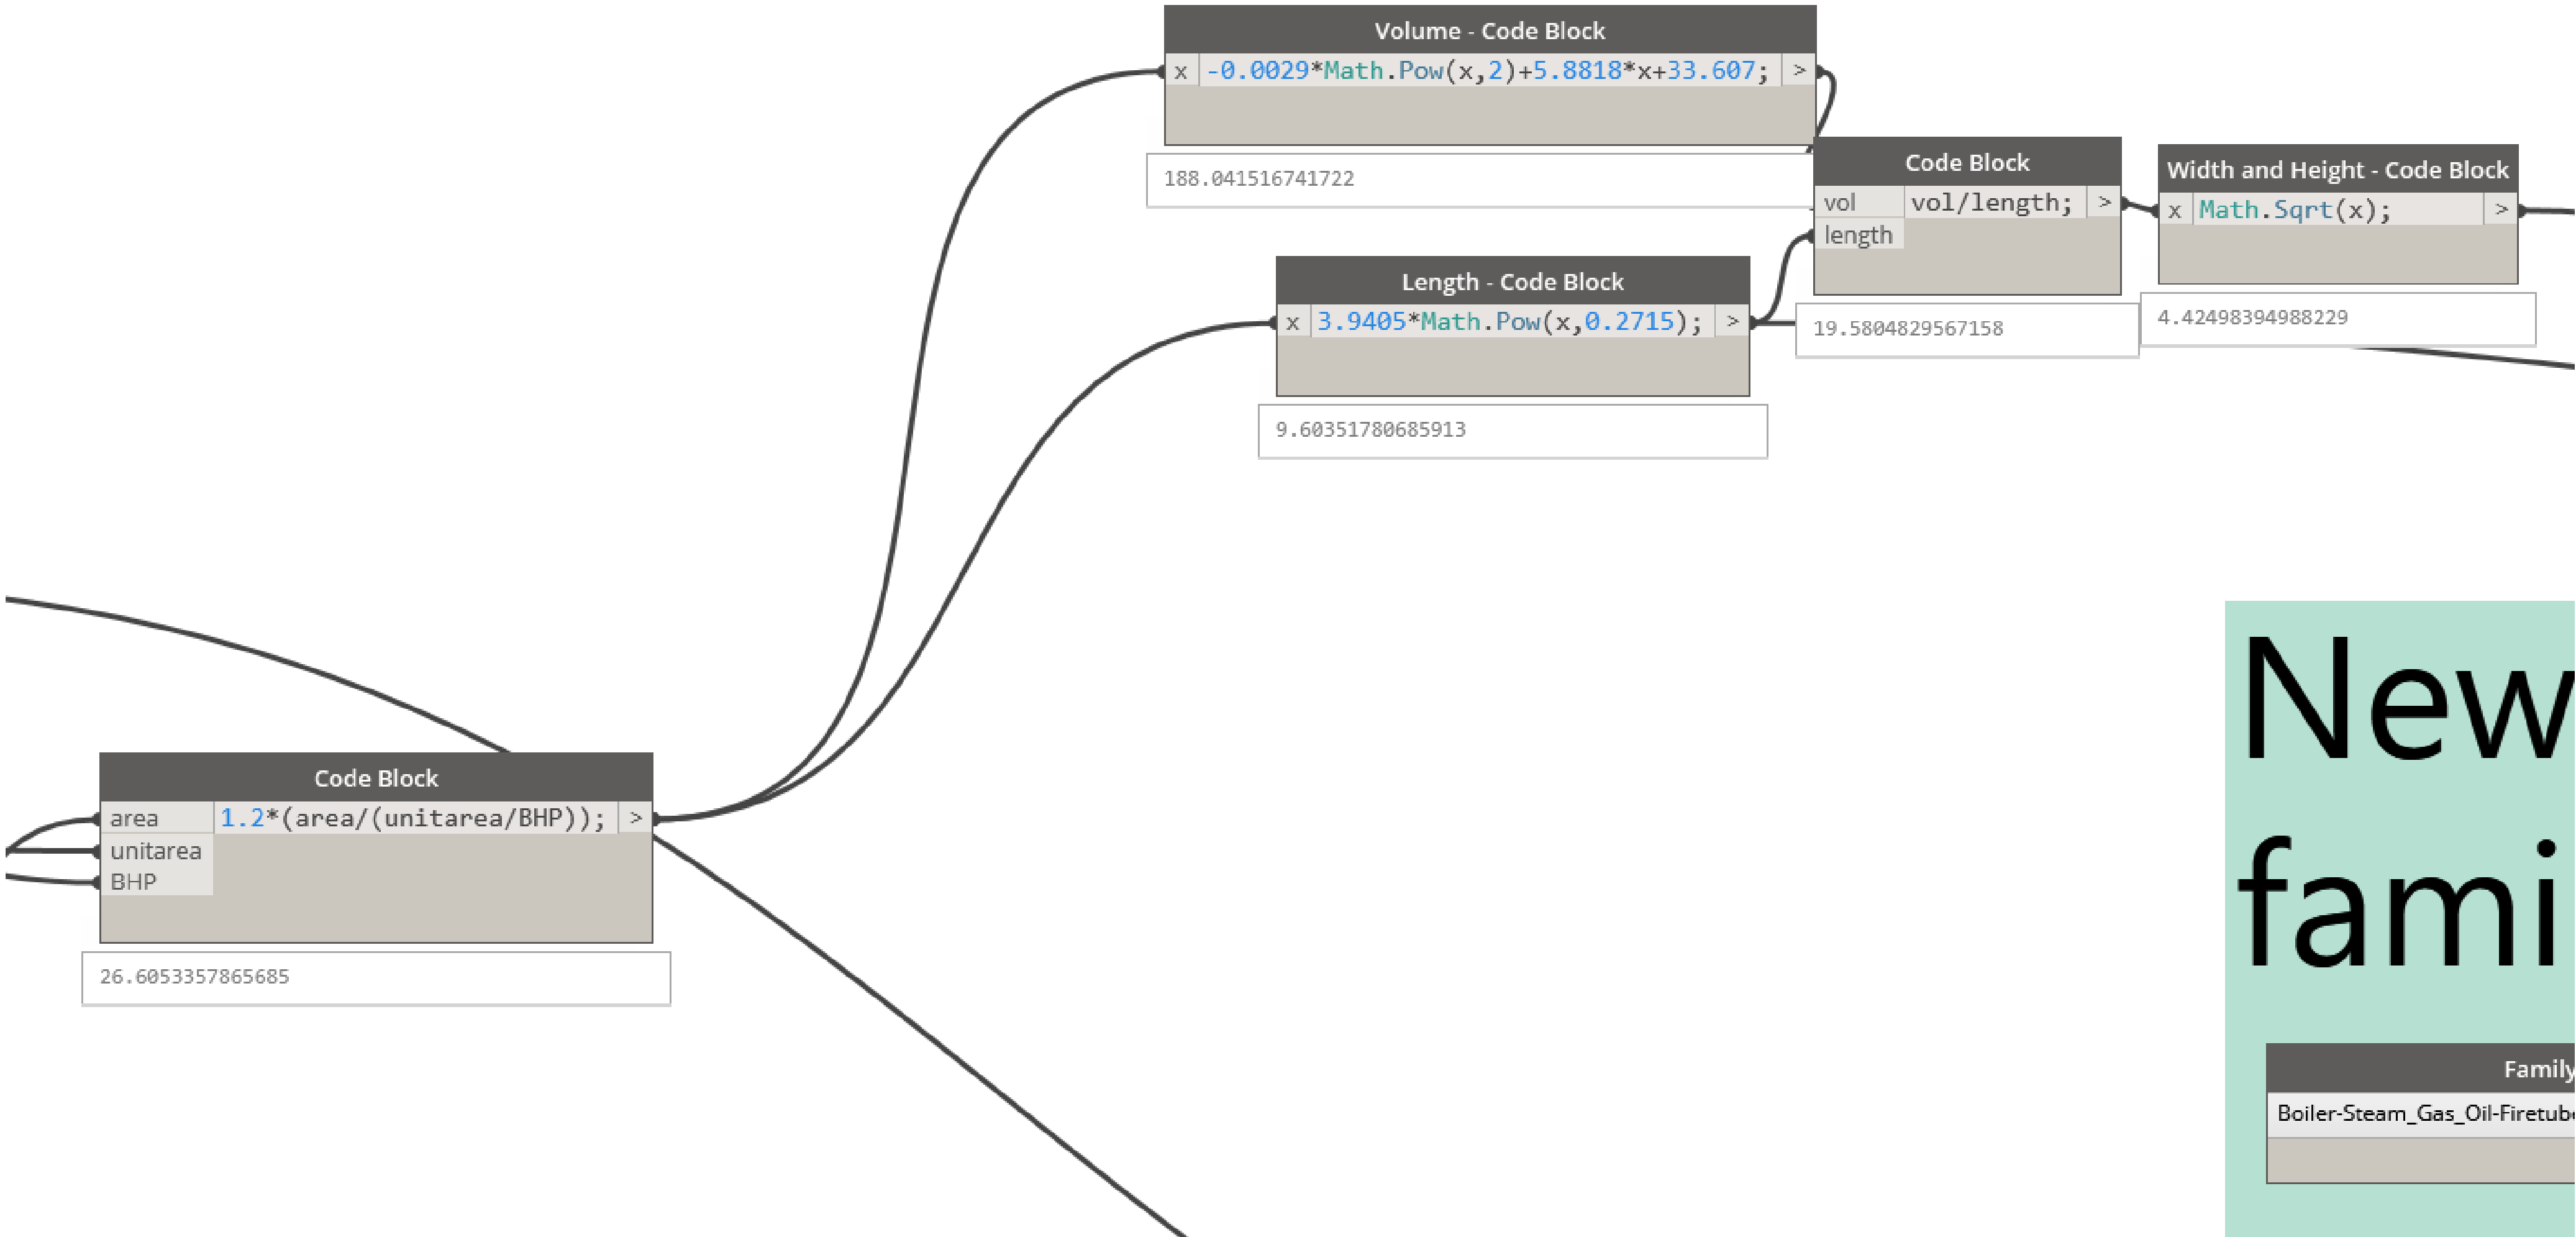 Volume - Code Block
x -0.0029*Math.Pow(x,2)+5.8818*x+33.607; >
188.041516741722
Code Block
vol vol/length; >
length
19.5804829567158
Width and Height - Code Block
x Math.Sqrt(x); >
4.42498394988229
Length - Code Block
x 3.9405*Math.Pow(x,0.2715); >
9.60351780685913
Code Block
area 1.2*(area/(unitarea/BHP)); >
unitarea
BHP
26.6053357865685
New
fami
Family
Boiler-Steam_Gas_Oil-Firetub